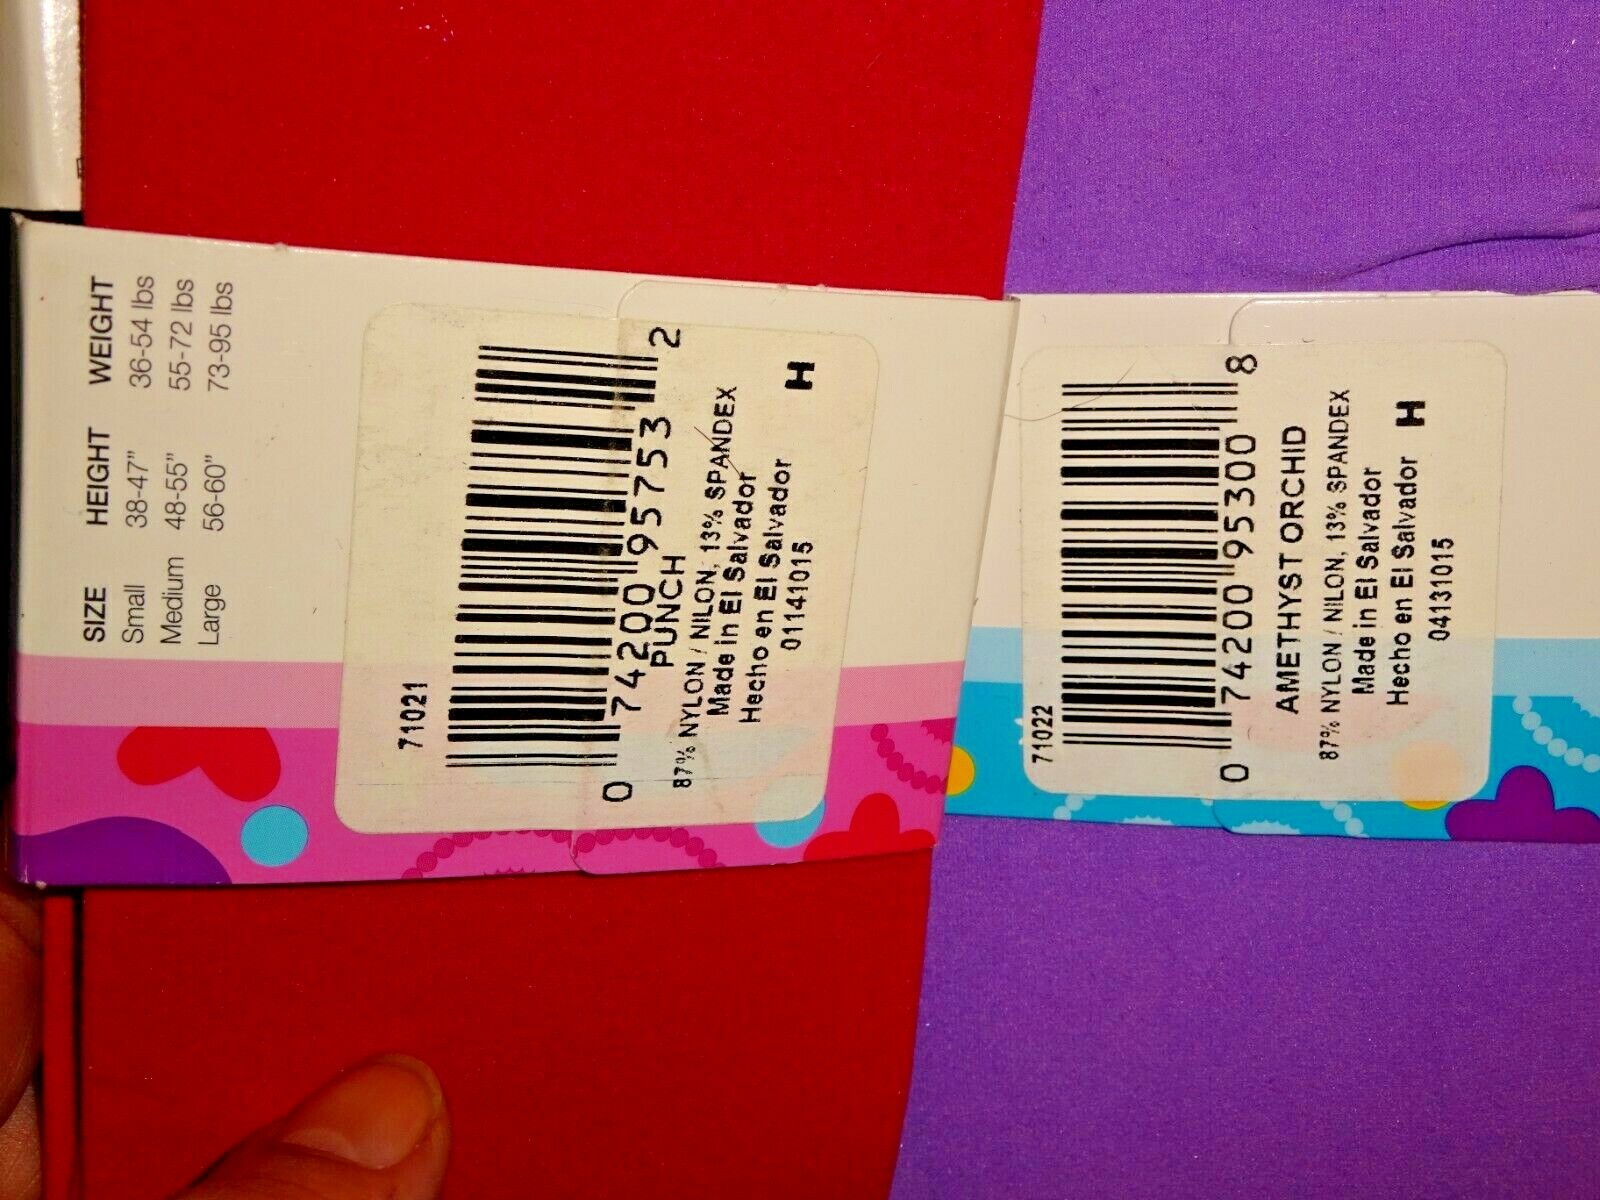 SIZE HEIGHT WEIGHT
Small 38-47" 36-54 lbs
Medium 48-55" 55-72 lbs
Large 56-60" 73-95 lbs
71021
0 74200 95753 2
PUNCH
87% NYLON / NILON, 13% SPANDEX
Made in El Salvador
Hecho en El Salvador
01141015
H
71022
0 74200 95300 8
AMETHYST ORCHID
87% NYLON / NILON, 13% SPANDEX
Made in El Salvador
Hecho en El Salvador
04131015
H